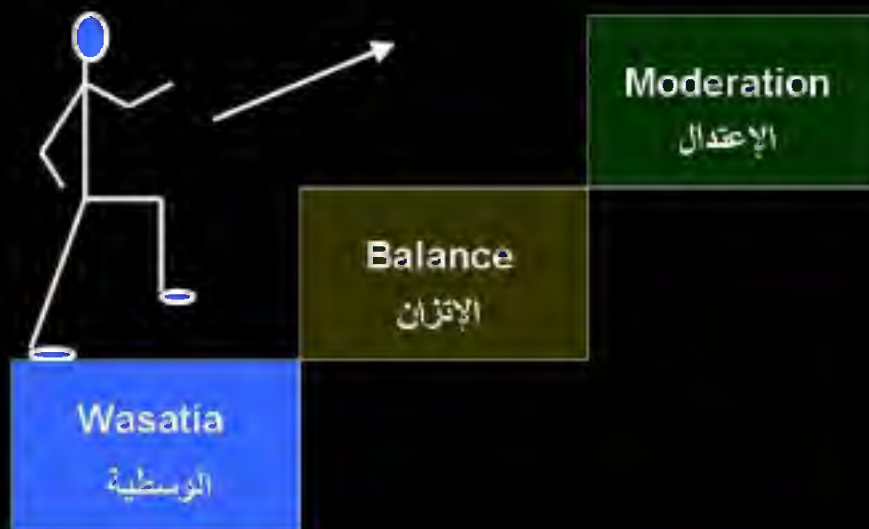 Moderation
الإعتدال
Balance
الإتزان
Wasatia
الوسطية